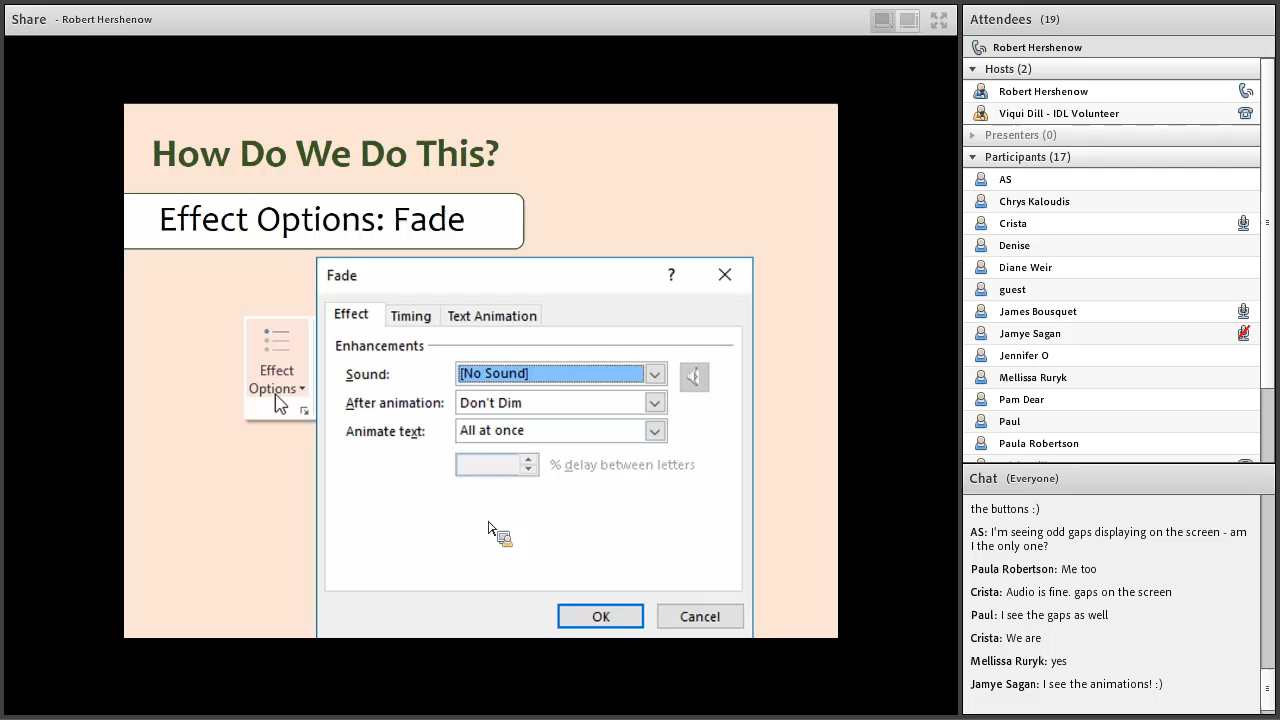 Share - Robert Hershenow
How Do We Do This?
Effect Options: Fade
Effect
Options
Fade ?
Effect Timing Text Animation
Enhancements
Sound: [No Sound]
After animation: Don't Dim
Animate text: All at once
% delay between letters
OK Cancel
Attendees (19)
Robert Hershenow
Hosts (2)
Robert Hershenow
Viqui Dill - IDL Volunteer
Presenters (0)
Participants (17)
AS
Chrys Kaloudis
Crista
Denise
Diane Weir
guest
James Bousquet
Jamye Sagan
Jennifer O
Mellissa Ruryk
Pam Dear
Paul
Paula Robertson
Chat (Everyone)
the buttons :)
AS: I'm seeing odd gaps displaying on the screen - am
I the only one?
Paula Robertson: Me too
Crista: Audio is fine. gaps on the screen
Paul: I see the gaps as well
Crista: We are
Mellissa Ruryk: yes
Jamye Sagan: I see the animations! :)